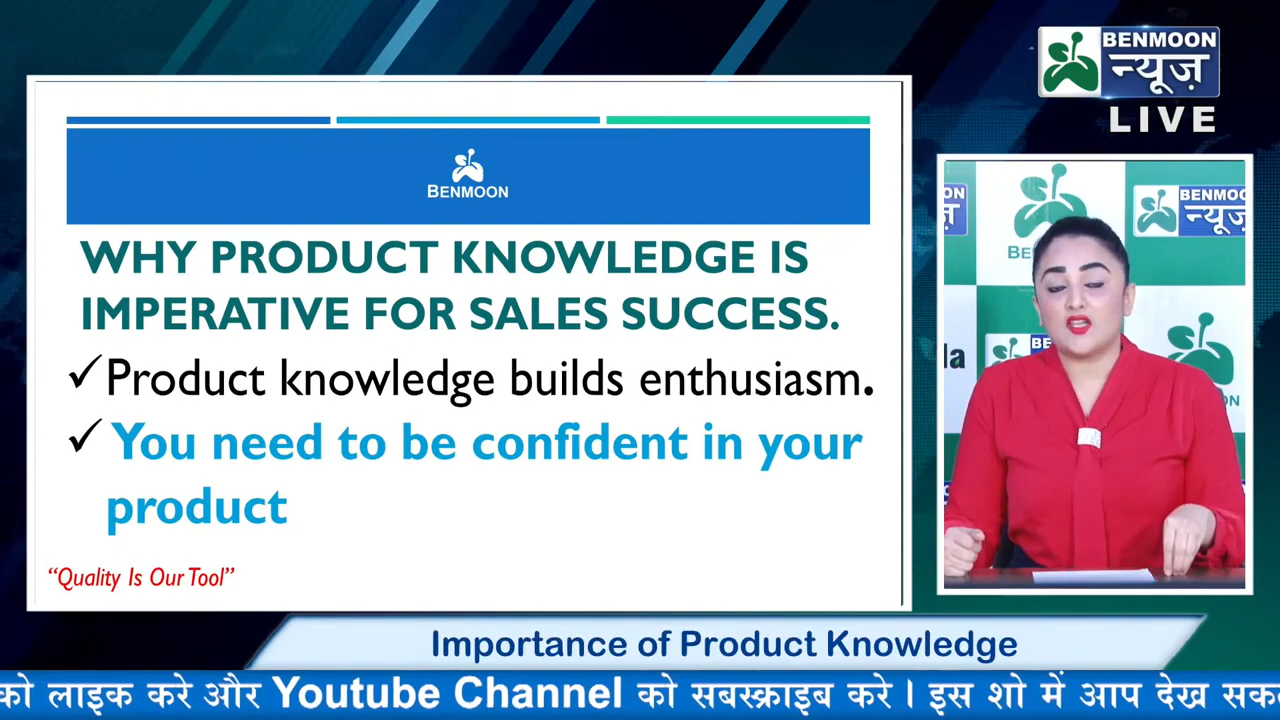 BENMOON
न्यूज़
LIVE
BENMOON
WHY PRODUCT KNOWLEDGE IS
IMPERATIVE FOR SALES SUCCESS.
✓Product knowledge builds enthusiasm.
✓ You need to be confident in your
product
“Quality Is Our Tool”
BENMOON
न्यूज़
Importance of Product Knowledge
को लाइक करे और Youtube Channel को सबस्क्राइब करे । इस शो में आप देख सक